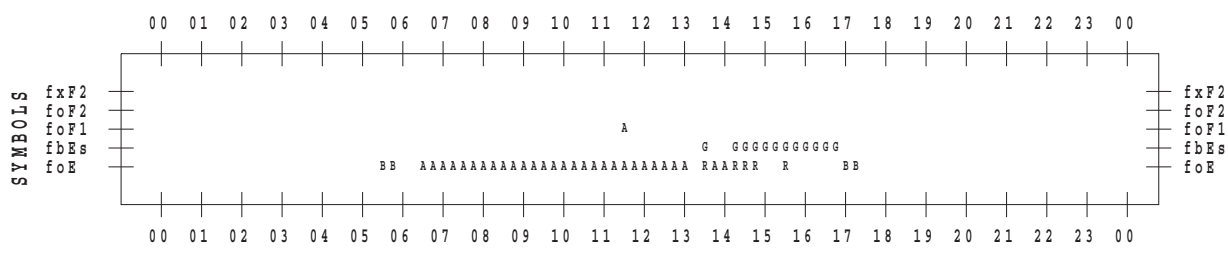 00 01 02 03 04 05 06 07 08 09 10 11 12 13 14 15 16 17 18 19 20 21 22 23 00
SYMBOLS
fxF2 fxF2
foF2 foF2
foF1 A foF1
fbEs G GGGGGGGGGGG fbEs
foE BB AAAAAAAAAAAAAAAAAAAAAAAAAAA RAARRR R BB foE
00 01 02 03 04 05 06 07 08 09 10 11 12 13 14 15 16 17 18 19 20 21 22 23 00